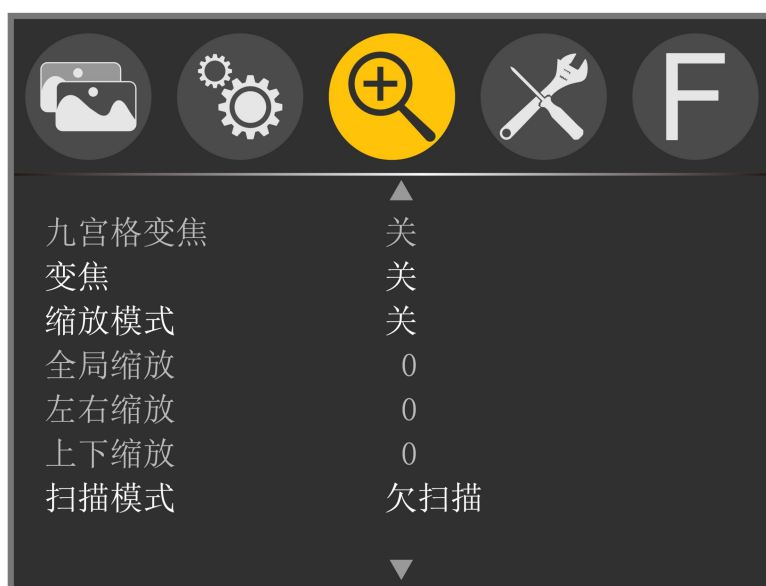 F
九宫格变焦 关
变焦 关
缩放模式 关
全局缩放 0
左右缩放 0
上下缩放 0
扫描模式 欠扫描